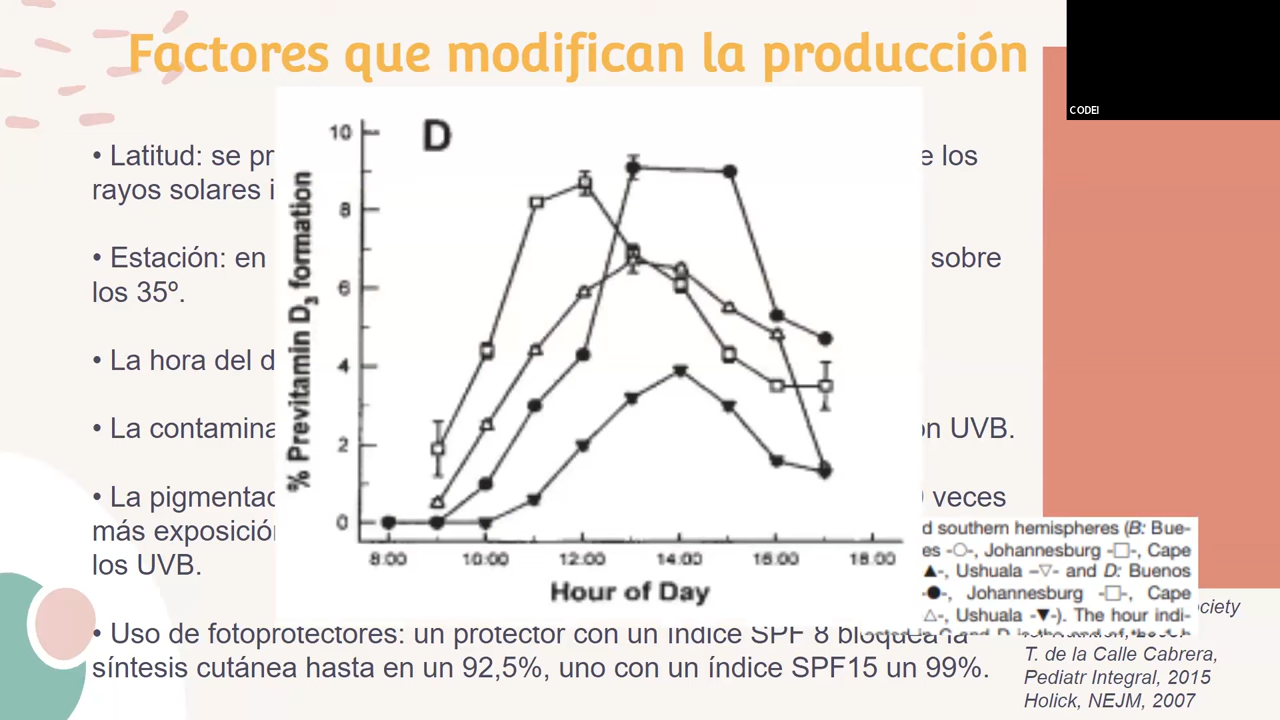 Factores que modifican la producción
CODEI
• Latitud: se pr
e los
rayos solares i
• Estación: en
sobre
los 35º.
• La hora del d
• La contamina
on UVB.
• La pigmentac
veces
más exposición
los UVB.
• Uso de fotoprotectores: un protector con un índice SPF 8 bloquea la
síntesis cutánea hasta en un 92,5%, uno con un índice SPF15 un 99%.
D
% Previtamin D3 formation
10
8
6
4
2
0
8:00 10:00 12:00 14:00 16:00 18:00
Hour of Day
d southern hemispheres (B: Bue-
es -○-, Johannesburg -□-, Cape
▲-, Ushuala -▽- and D: Buenos
-●-, Johannesburg -□-, Cape
△-, Ushuala -▼-). The hour indi-
ociety
T. de la Calle Cabrera,
Pediatr Integral, 2015
Holick, NEJM, 2007